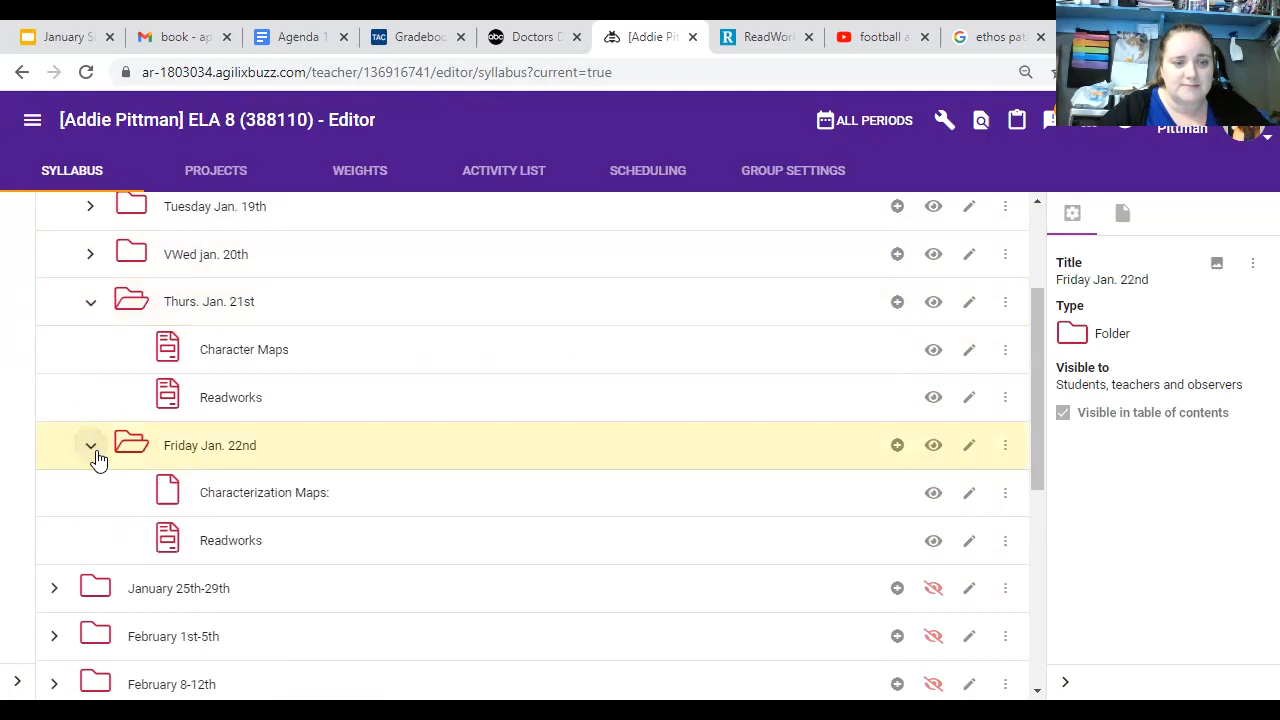 January S
book - ap
Agenda 1
TAC Gradeboo
abc Doctors D
[Addie Pit
R ReadWor
football a
G ethos pat
ar-1803034.agilixbuzz.com/teacher/136916741/editor/syllabus?current=true
[Addie Pittman] ELA 8 (388110) - Editor
ALL PERIODS
Pittman
SYLLABUS
PROJECTS
WEIGHTS
ACTIVITY LIST
SCHEDULING
GROUP SETTINGS
Tuesday Jan. 19th
VWed jan. 20th
Thurs. Jan. 21st
Character Maps
Readworks
Friday Jan. 22nd
Characterization Maps:
Readworks
January 25th-29th
February 1st-5th
February 8-12th
Title
Friday Jan. 22nd
Type
Folder
Visible to
Students, teachers and observers
Visible in table of contents